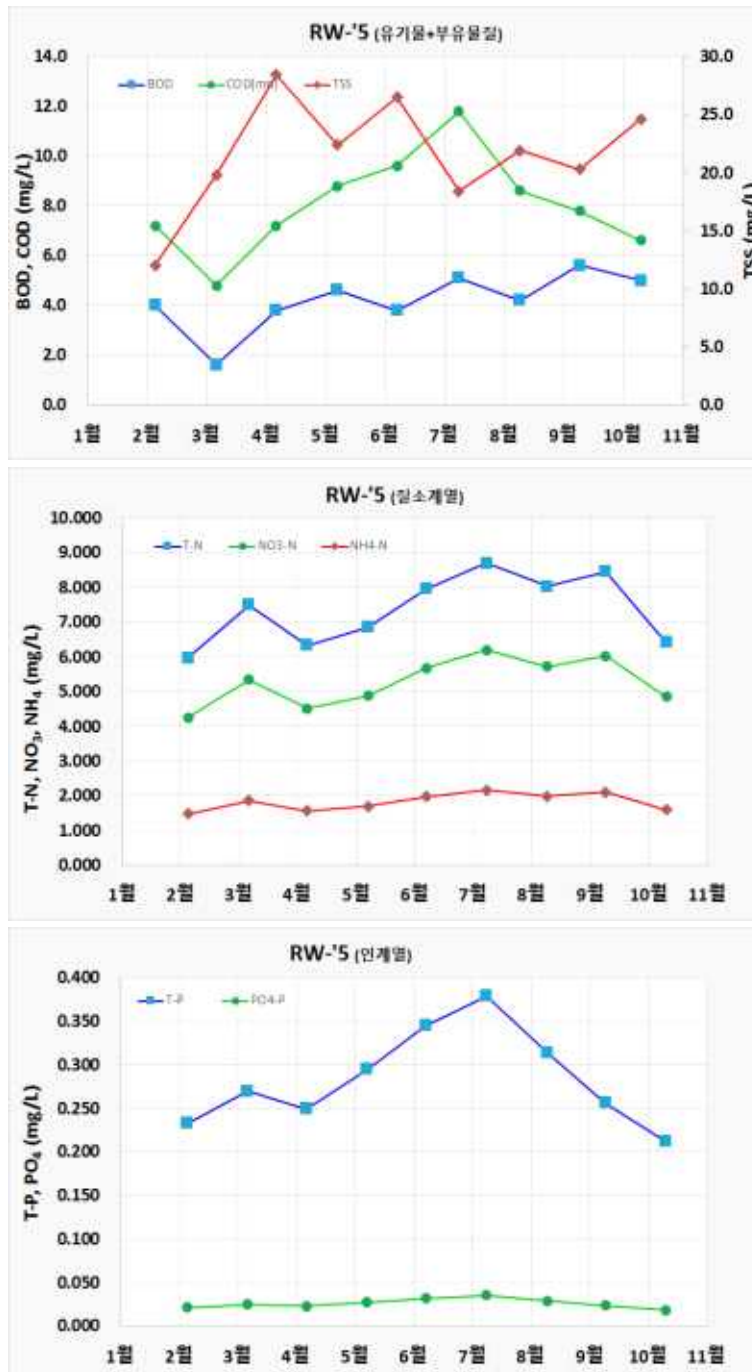 RW-'5 (유기물+부유물질)
14.0
12.0
10.0
8.0
6.0
4.0
2.0
0.0
BOD, COD (mg/L)
BOD COD(mn) TSS
30.0
25.0
20.0
15.0
10.0
5.0
0.0
TSS (mg/L)
1월 2월 3월 4월 5월 6월 7월 8월 9월 10월 11월
RW-'5 (질소계열)
10.000
9.000
8.000
7.000
6.000
5.000
4.000
3.000
2.000
1.000
0.000
T-N, NO₃, NH₄ (mg/L)
T-N NO3-N NH4-N
1월 2월 3월 4월 5월 6월 7월 8월 9월 10월 11월
RW-'5 (인계열)
0.400
0.350
0.300
0.250
0.200
0.150
0.100
0.050
0.000
T-P, PO₄ (mg/L)
T-P PO4-P
1월 2월 3월 4월 5월 6월 7월 8월 9월 10월 11월